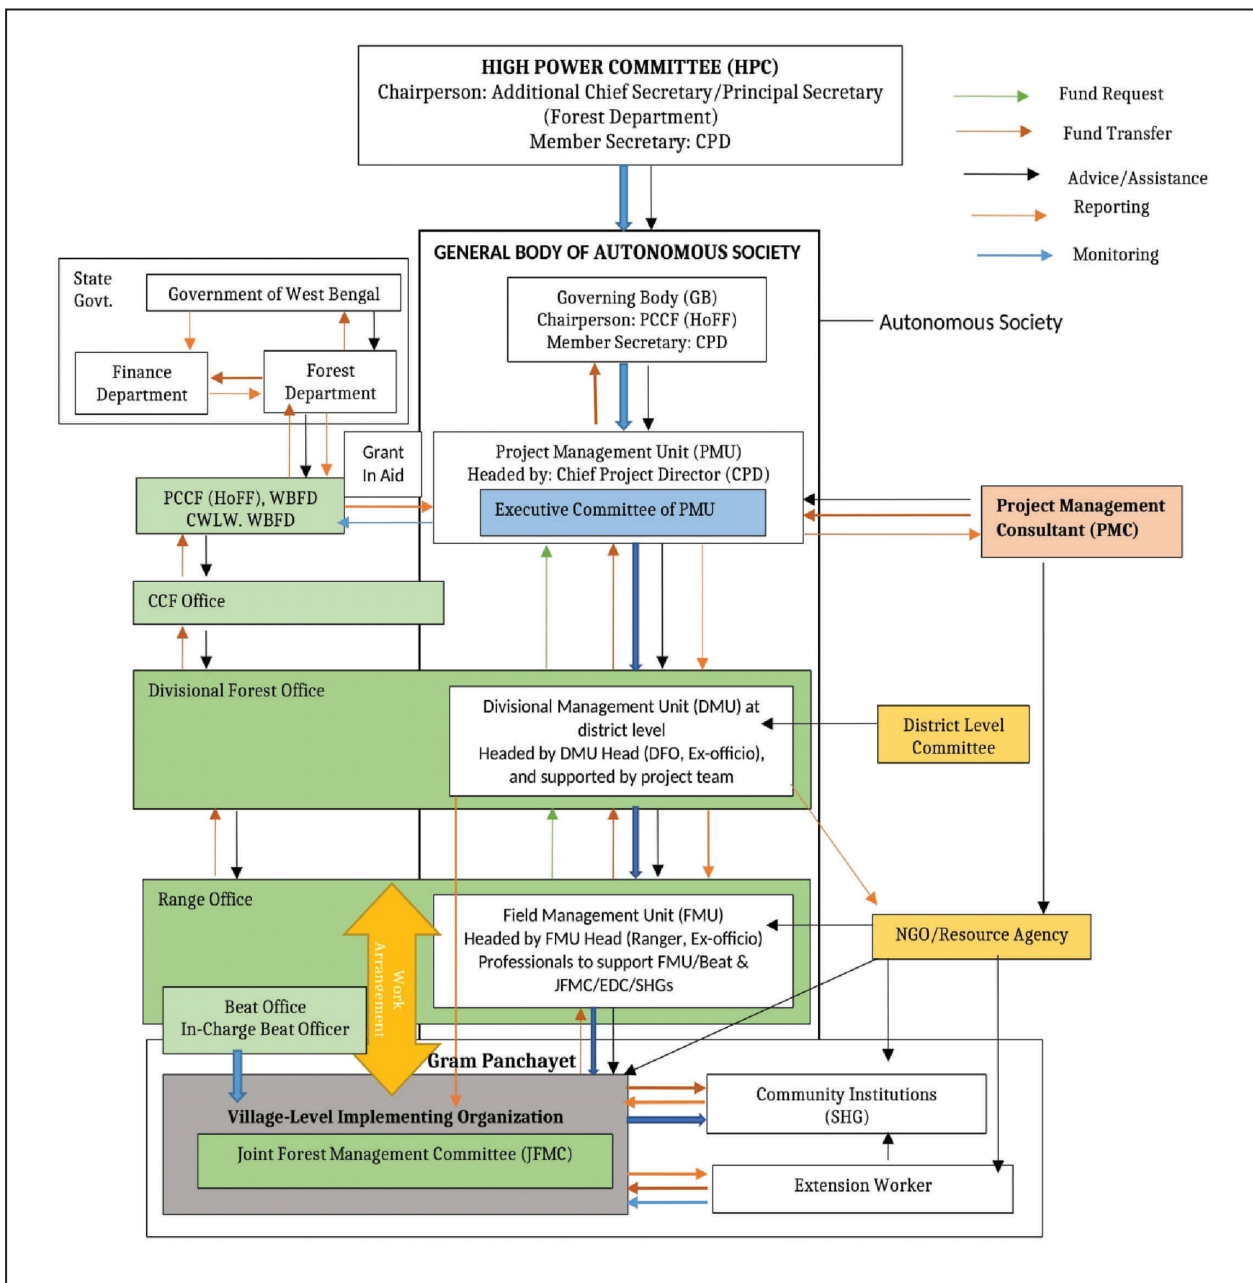 HIGH POWER COMMITTEE (HPC)
Chairperson: Additional Chief Secretary/Principal Secretary
(Forest Department)
Member Secretary: CPD
Fund Request
Fund Transfer
Advice/Assistance
Reporting
Monitoring
GENERAL BODY OF AUTONOMOUS SOCIETY
State
Govt.
Government of West Bengal
Finance
Department
Forest
Department
Governing Body (GB)
Chairperson: PCCF (HoFF)
Member Secretary: CPD
Autonomous Society
Grant
In Aid
Project Management Unit (PMU)
Headed by: Chief Project Director (CPD)
Executive Committee of PMU
PCCF (HoFF), WBFD
CWLW. WBFD
Project Management
Consultant (PMC)
CCF Office
Divisional Forest Office
Divisional Management Unit (DMU) at
district level
Headed by DMU Head (DFO, Ex-officio),
and supported by project team
District Level
Committee
Range Office
Work
Arrangement
Field Management Unit (FMU)
Headed by FMU Head (Ranger, Ex-officio)
Professionals to support FMU/Beat &
JFMC/EDC/SHGs
NGO/Resource Agency
Beat Office
In-Charge Beat Officer
Gram Panchayet
Village-Level Implementing Organization
Joint Forest Management Committee (JFMC)
Community Institutions
(SHG)
Extension Worker